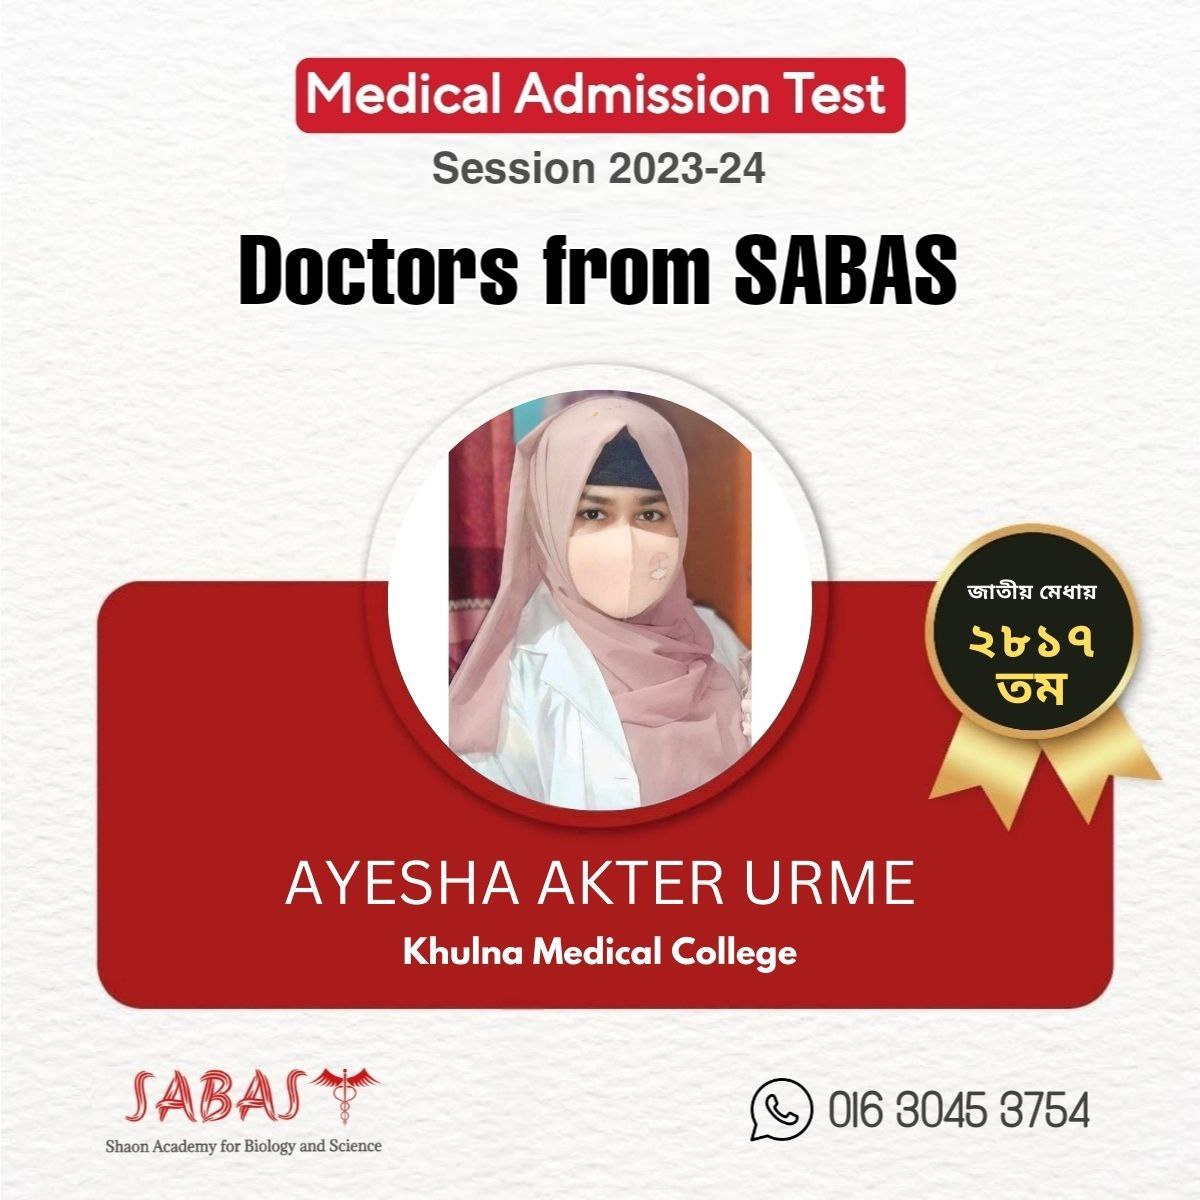 Medical Admission Test
Session 2023-24
Doctors from SABAS
জাতীয় মেধায়
২৮১৭
তম
AYESHA AKTER URME
Khulna Medical College
SABAS
Shaon Academy for Biology and Science
016 3045 3754